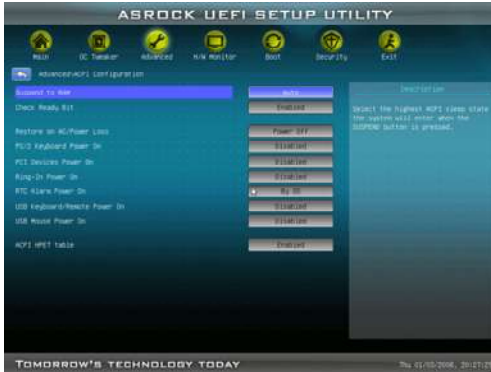 ASROCK UEFI SETUP UTILITY
Main
OC Tweaker
Advanced
H/W Monitor
Boot
Security
Exit
Advanced\ACPI Configuration
Suspend to RAM Auto
Check Ready Bit Enabled
Restore on AC/Power Loss Power Off
PS/2 Keyboard Power On Disabled
PCI Devices Power On Disabled
Ring-In Power On Disabled
RTC Alarm Power On By OS
USB Keyboard/Remote Power On Disabled
USB Mouse Power On Disabled
ACPI HPET table Enabled
Description
Select the highest ACPI sleep state
the system will enter when the
SUSPEND button is pressed.
TOMORROW'S TECHNOLOGY TODAY
Thu